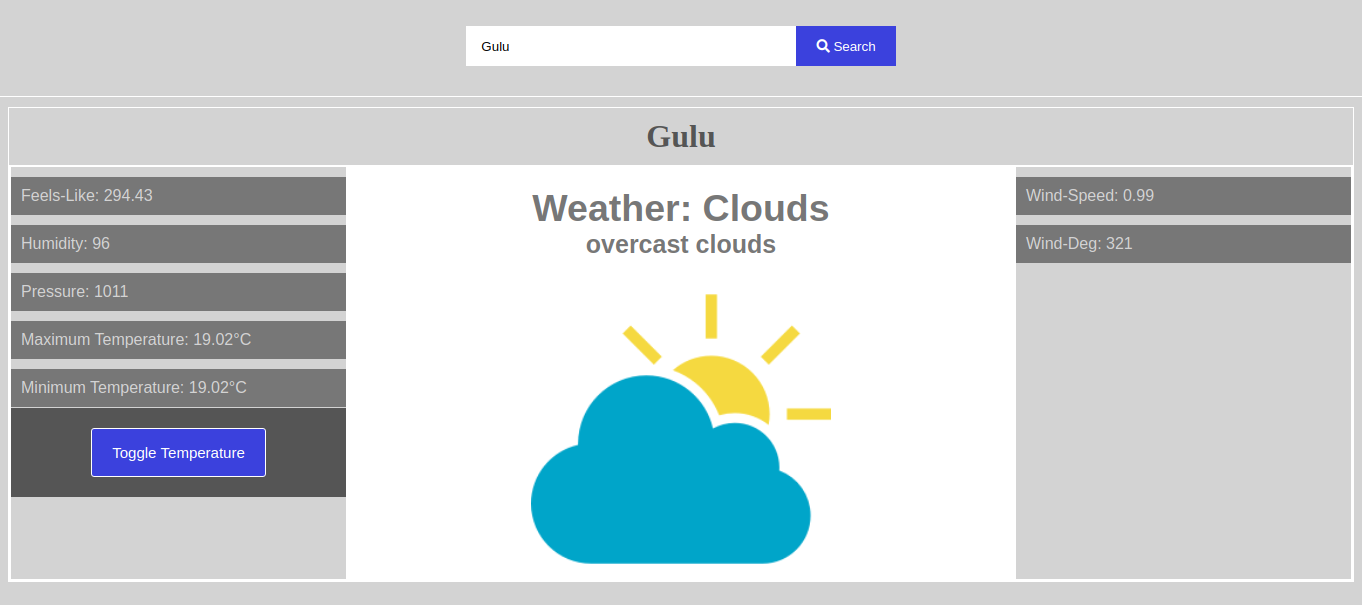 Gulu
Search
Gulu
Feels-Like: 294.43
Humidity: 96
Pressure: 1011
Maximum Temperature: 19.02°C
Minimum Temperature: 19.02°C
Toggle Temperature
Weather: Clouds
overcast clouds
Wind-Speed: 0.99
Wind-Deg: 321